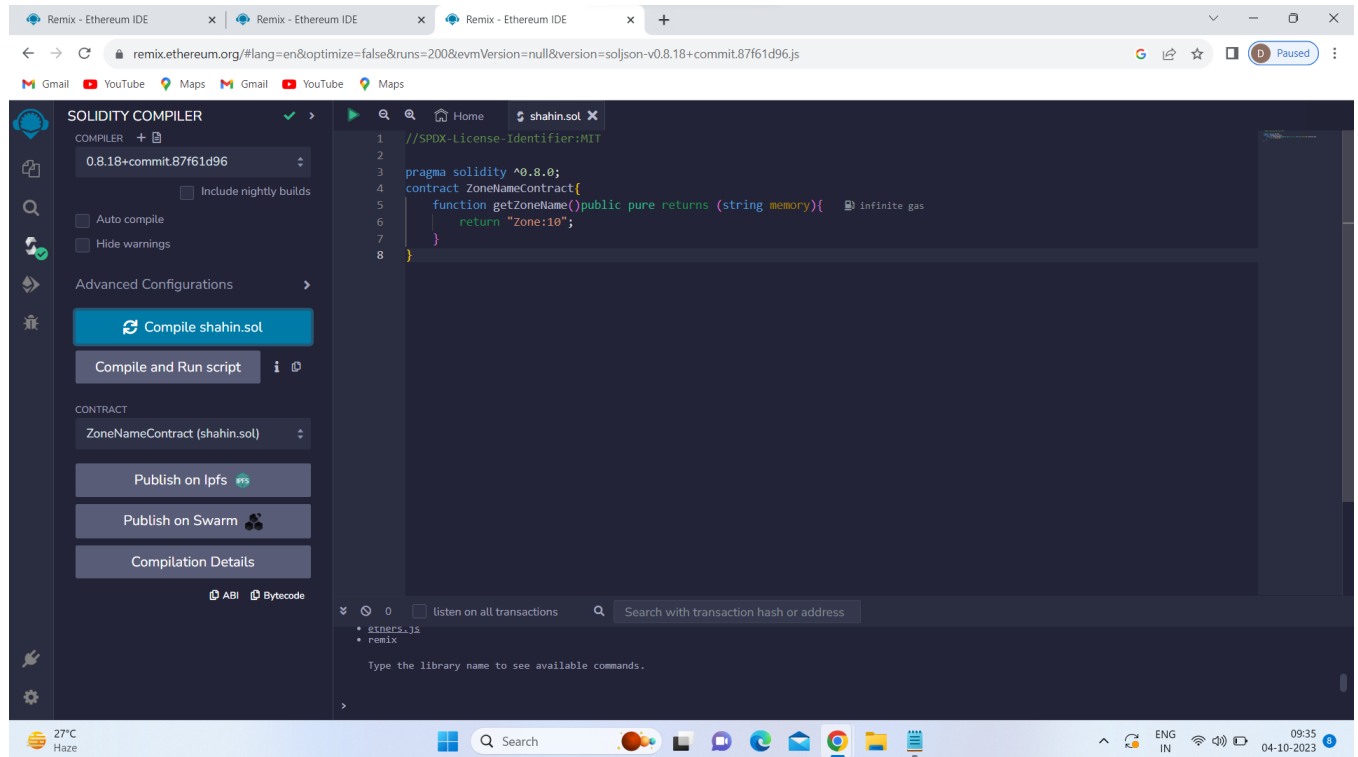 Remix - Ethereum IDE
Remix - Ethereum IDE
Remix - Ethereum IDE
remix.ethereum.org/#lang=en&optimize=false&runs=200&evmVersion=null&version=soljson-v0.8.18+commit.87f61d96.js
G
D Paused
Gmail YouTube Maps Gmail YouTube Maps
SOLIDITY COMPILER
COMPILER
0.8.18+commit.87f61d96
Include nightly builds
Auto compile
Hide warnings
Advanced Configurations
Compile shahin.sol
Compile and Run script
CONTRACT
ZoneNameContract (shahin.sol)
Publish on Ipfs IPFS
Publish on Swarm
Compilation Details
ABI Bytecode
Home shahin.sol
1 //SPDX-License-Identifier:MIT
2
3 pragma solidity ^0.8.0;
4 contract ZoneNameContract{
5 function getZoneName()public pure returns (string memory){ infinite gas
6 return "Zone:10";
7 }
8 }
0 listen on all transactions Search with transaction hash or address
• ethers.js
• remix
Type the library name to see available commands.
>
27°C
Haze
Search
ENG
IN
09:35
04-10-2023
8